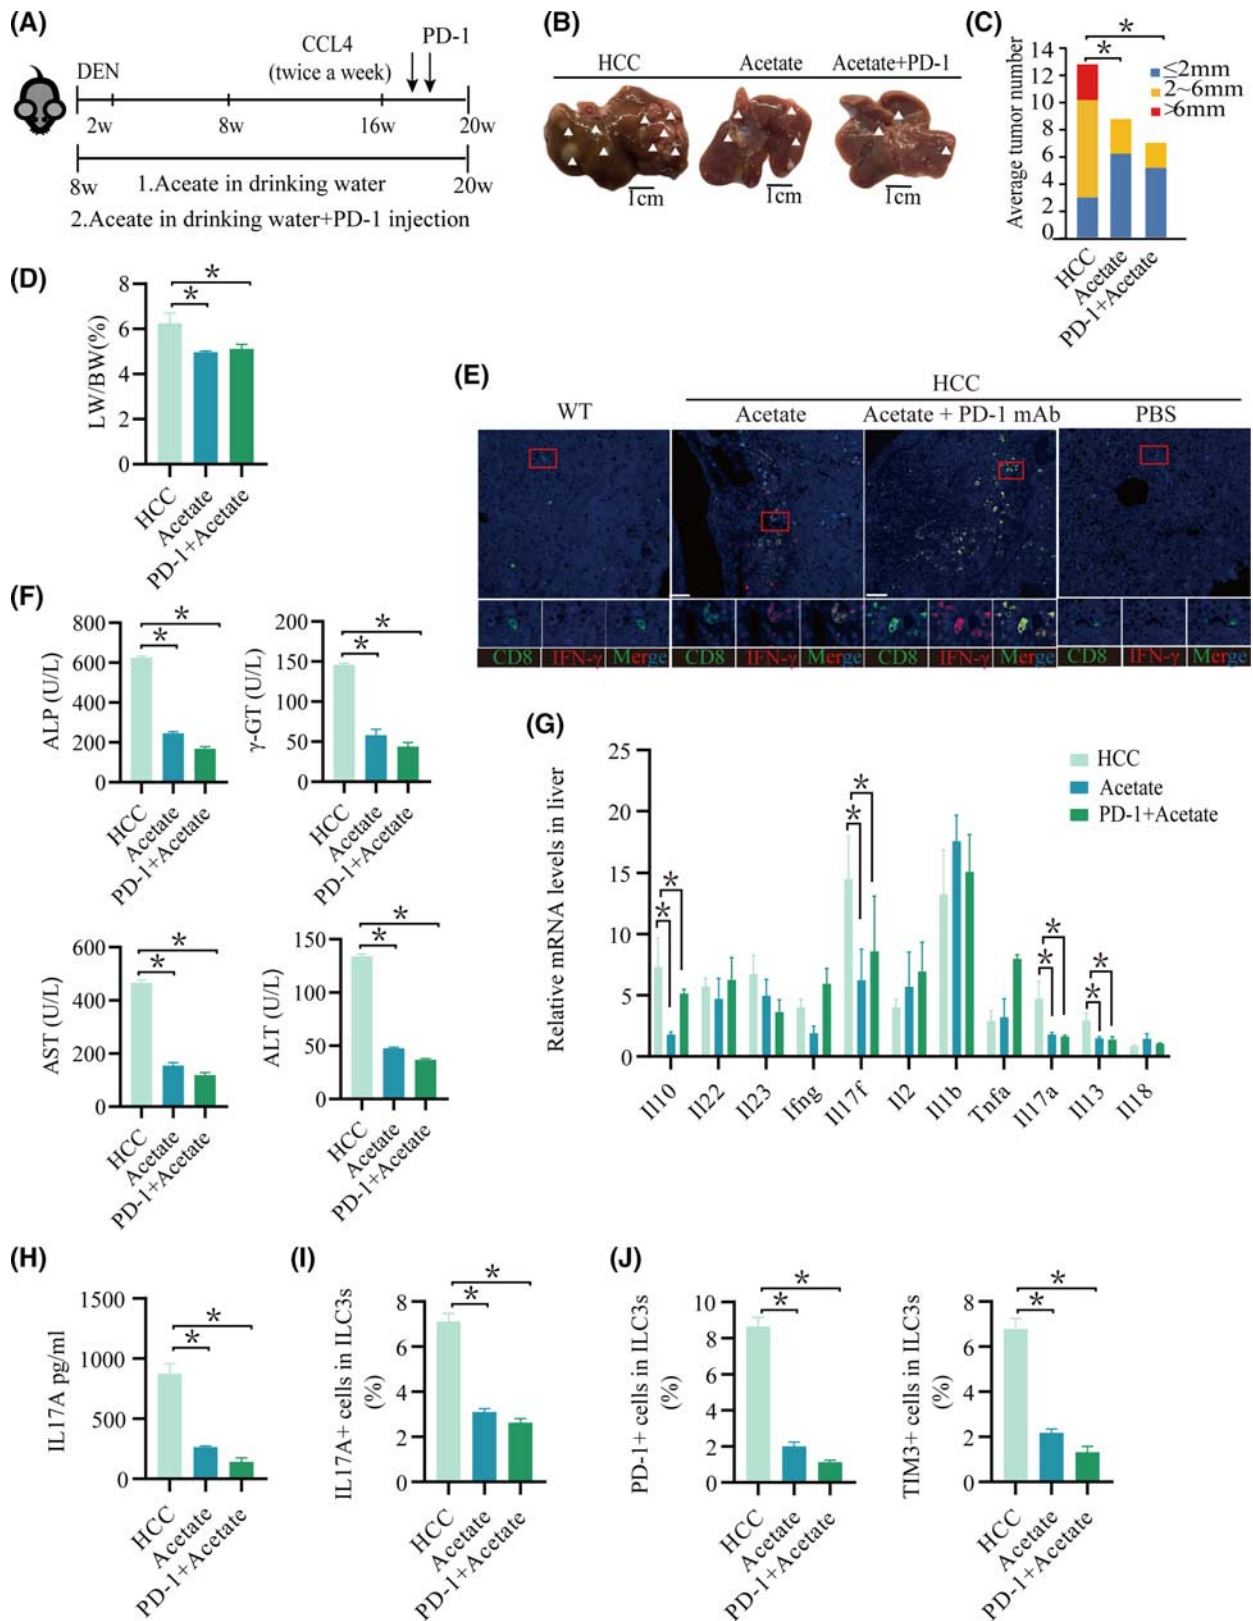 (A)
DEN
CCL4
(twice a week)
PD-1
2w
8w
16w
20w
8w
1.Aceate in drinking water
20w
2.Aceate in drinking water+PD-1 injection
(B)
HCC
Acetate
Acetate+PD-1
1cm
1cm
1cm
(C)
Average tumor number
14
12
10
8
6
4
2
0
≤2mm
2~6mm
>6mm
HCC
Acetate
PD-1+Acetate
*
*
(D)
LW/BW(%)
8
6
4
2
0
*
*
HCC
Acetate
PD-1+Acetate
(E)
HCC
WT
Acetate
Acetate + PD-1 mAb
PBS
CD8
IFN-γ
Merge
CD8
IFN-γ
Merge
CD8
IFN-γ
Merge
CD8
IFN-γ
Merge
(F)
ALP (U/L)
800
600
400
200
0
*
*
HCC
Acetate
PD-1+Acetate
γ-GT (U/L)
200
150
100
50
0
*
*
HCC
Acetate
PD-1+Acetate
AST (U/L)
600
400
200
0
*
*
HCC
Acetate
PD-1+Acetate
ALT (U/L)
150
100
50
0
*
*
HCC
Acetate
PD-1+Acetate
(G)
Relative mRNA levels in liver
25
20
15
10
5
0
HCC
Acetate
PD-1+Acetate
*
*
*
*
*
*
*
*
Il10
Il22
Il23
Ifng
Il17f
Il2
Il1b
Tnfa
Il17a
Il13
Il18
(H)
IL17A pg/ml
1500
1000
500
0
*
*
HCC
Acetate
PD-1+Acetate
(I)
IL17A+ cells in ILC3s
(%)
8
6
4
2
0
*
*
HCC
Acetate
PD-1+Acetate
(J)
PD-1+ cells in ILC3s
(%)
10
8
6
4
2
0
*
*
HCC
Acetate
PD-1+Acetate
TIM3+ cells in ILC3s
(%)
8
6
4
2
0
*
*
HCC
Acetate
PD-1+Acetate